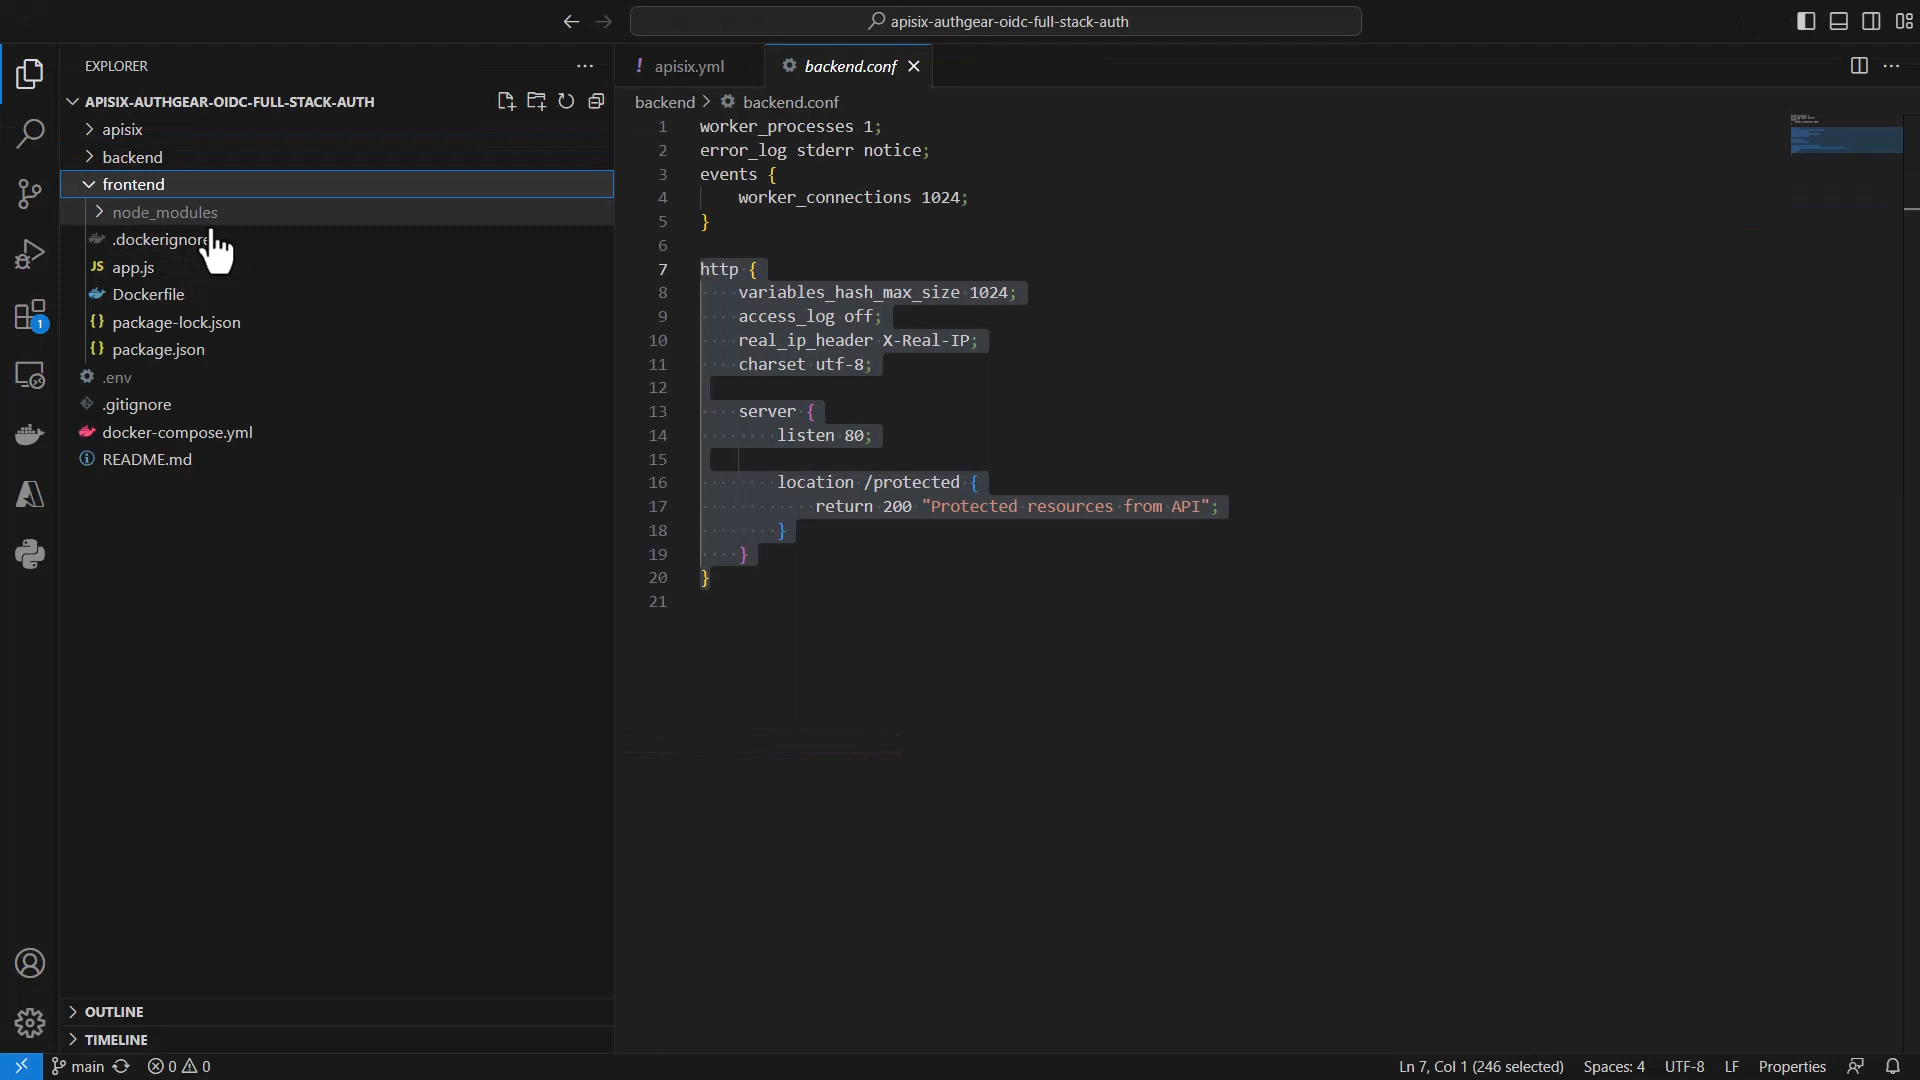 apisix-authgear-oidc-full-stack-auth
EXPLORER
APISIX-AUTHGEAR-OIDC-FULL-STACK-AUTH
apisix
backend
frontend
node_modules
.dockerignore
app.js
Dockerfile
package-lock.json
package.json
.env
.gitignore
docker-compose.yml
README.md
OUTLINE
TIMELINE
1
! apisix.yml
backend.conf
backend > backend.conf
1 worker_processes 1;
2 error_log stderr notice;
3 events {
4 worker_connections 1024;
5 }
6
7 http {
8 variables_hash_max_size 1024;
9 access_log off;
10 real_ip_header X-Real-IP;
11 charset utf-8;
12
13 server {
14 listen 80;
15
16 location /protected {
17 return 200 "Protected resources from API";
18 }
19 }
20 }
21
main 0 0
Ln 7, Col 1 (246 selected) Spaces: 4 UTF-8 LF Properties